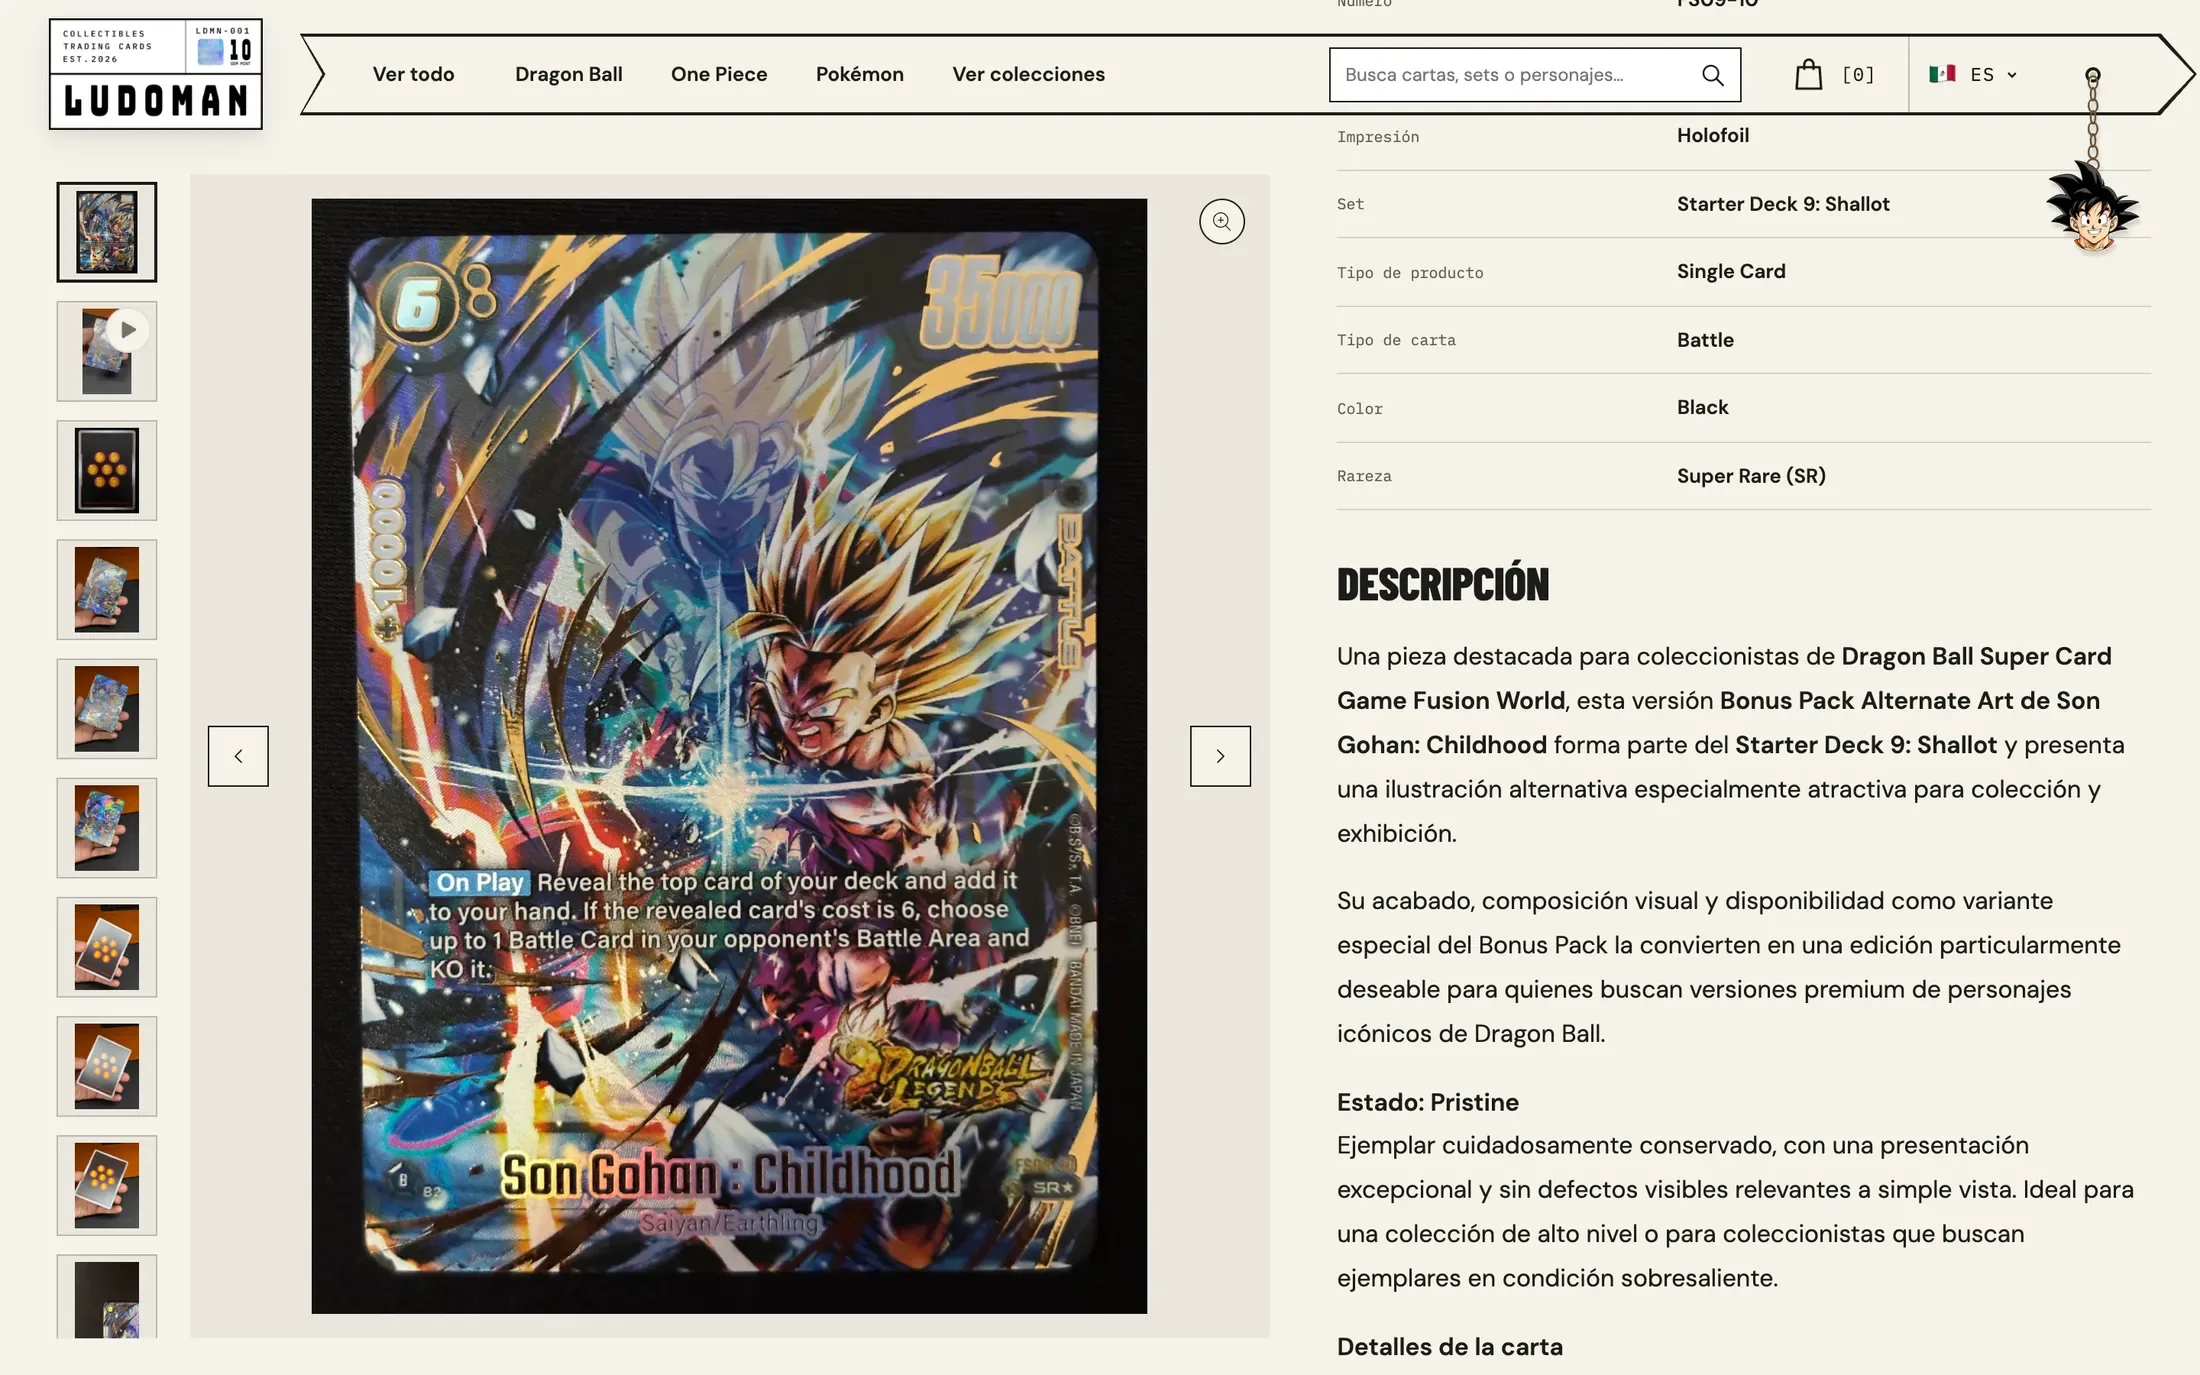 COLLECTIBLES
TRADING CARDS
EST.2026
LDMN-001
10
LUDOMAN
Ver todo
Dragon Ball
One Piece
Pokémon
Ver colecciones
Busca cartas, sets o personajes...
[0]
ES
Impresión
Holofoil
Set
Starter Deck 9: Shallot
Tipo de producto
Single Card
Tipo de carta
Battle
Color
Black
Rareza
Super Rare (SR)
6
8
35000
+10000
BATTLE
On Play Reveal the top card of your deck and add it
to your hand. If the revealed card's cost is 6, choose
up to 1 Battle Card in your opponent's Battle Area and
KO it.
BANDAI MADE IN JAPAN
DRAGONBALL
LEGENDS
B2
Son Gohan : Childhood
SR★
Saiyan/Earthling
DESCRIPCIÓN
Una pieza destacada para coleccionistas de Dragon Ball Super Card
Game Fusion World, esta versión Bonus Pack Alternate Art de Son
Gohan: Childhood forma parte del Starter Deck 9: Shallot y presenta
una ilustración alternativa especialmente atractiva para colección y
exhibición.
Su acabado, composición visual y disponibilidad como variante
especial del Bonus Pack la convierten en una edición particularmente
deseable para quienes buscan versiones premium de personajes
icónicos de Dragon Ball.
Estado: Pristine
Ejemplar cuidadosamente conservado, con una presentación
excepcional y sin defectos visibles relevantes a simple vista. Ideal para
una colección de alto nivel o para coleccionistas que buscan
ejemplares en condición sobresaliente.
Detalles de la carta